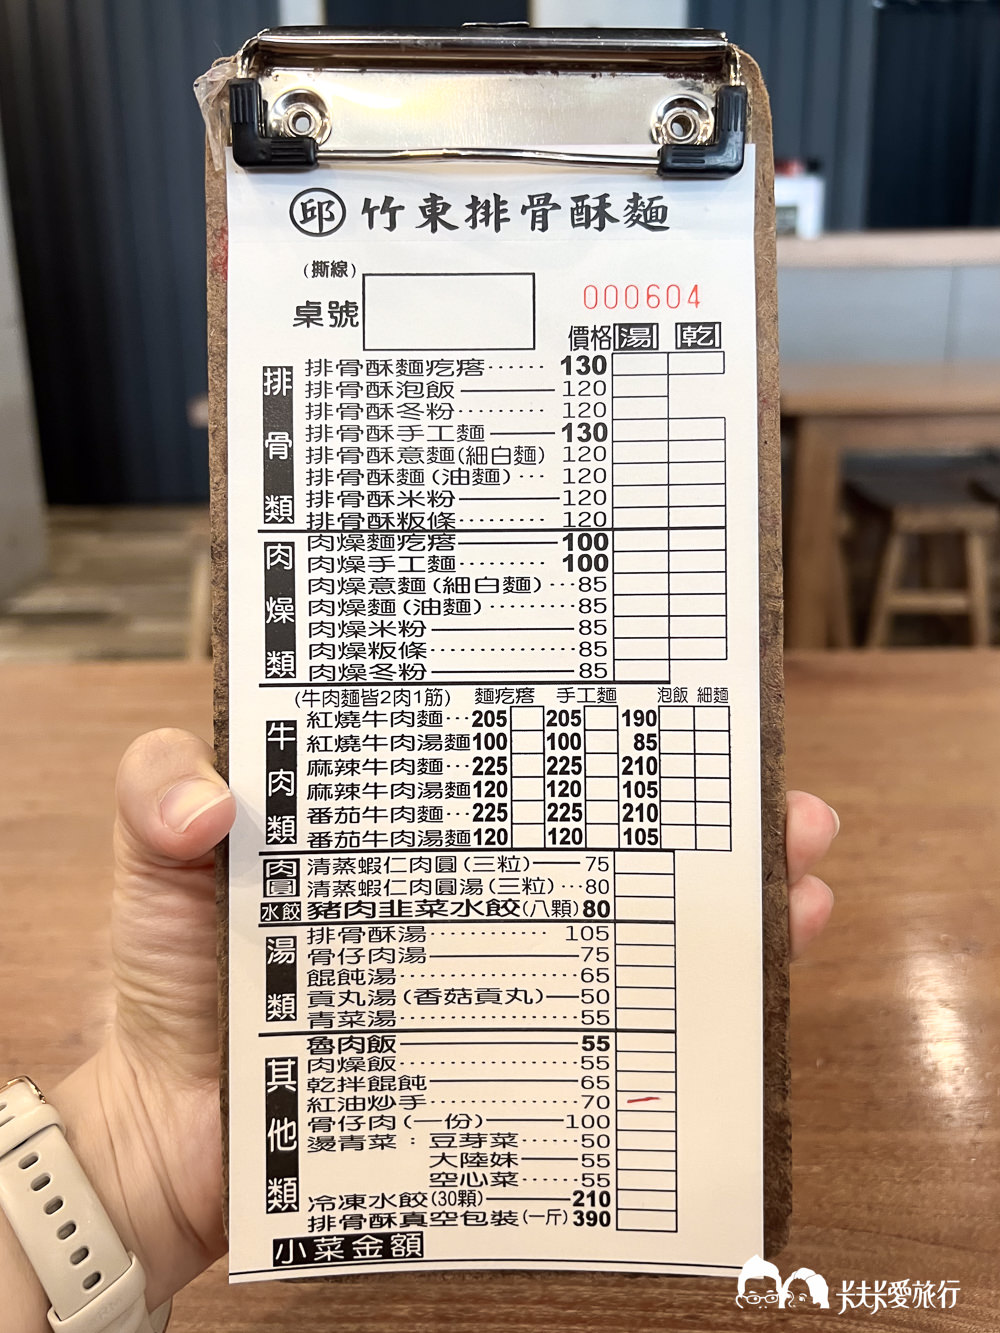 邱 竹東排骨酥麵
(撕線)
桌號
000604
價格 湯 乾
排骨類
排骨酥麵疙瘩······ 130
排骨酥泡飯—— 120
排骨酥冬粉········· 120
排骨酥手工麵—— 130
排骨酥意麵(細白麵) 120
排骨酥麵(油麵)··· 120
排骨酥米粉—— 120
排骨酥粄條········· 120
肉燥類
肉燥麵疙瘩—— 100
肉燥手工麵········· 100
肉燥意麵(細白麵)···85
肉燥麵(油麵)·········85
肉燥米粉——85
肉燥粄條···············85
肉燥冬粉——85
(牛肉麵皆2肉1筋) 麵疙瘩 手工麵 泡飯 細麵
牛肉類
紅燒牛肉麵···205 205 190
紅燒牛肉湯麵100 100 85
麻辣牛肉麵···225 225 210
麻辣牛肉湯麵120 120 105
番茄牛肉麵···225 225 210
番茄牛肉湯麵120 120 105
肉圓
清蒸蝦仁肉圓(三粒)——75
清蒸蝦仁肉圓湯(三粒)···80
水餃 豬肉韭菜水餃(八顆)80
湯類
排骨酥湯············ 105
骨仔肉湯——75
餛飩湯··················65
貢丸湯(香菇貢丸)—50
青菜湯··················55
其他類
魯肉飯——55
肉燥飯··················55
乾拌餛飩——65
紅油炒手···············70
骨仔肉(一份)——100
燙青菜：豆芽菜······50
大陸妹——55
空心菜······55
冷凍水餃(30顆)——210
排骨酥真空包裝(一斤)390
小菜金額
卡夫卡愛旅行